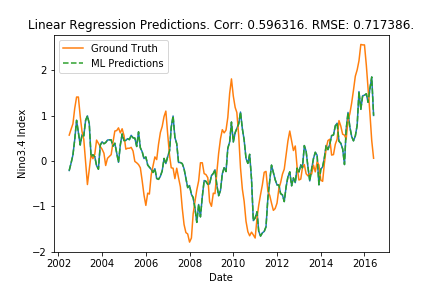 Linear Regression Predictions. Corr: 0.596316. RMSE: 0.717386.
Ground Truth
ML Predictions
Nino3.4 Index
2
1
0
−1
−2
2002 2004 2006 2008 2010 2012 2014 2016
Date